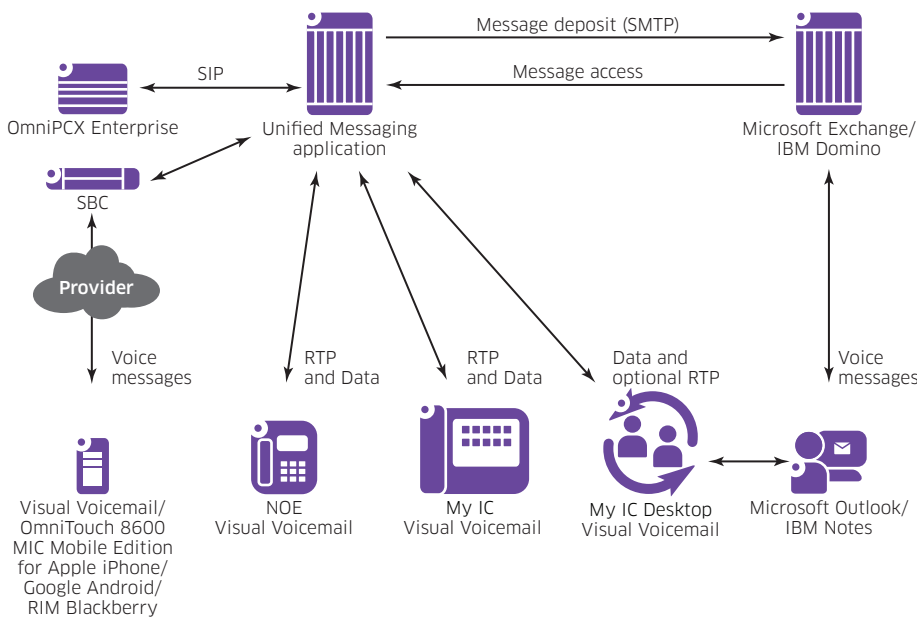 Message deposit (SMTP)
SIP
Message access
OmniPCX Enterprise
Unified Messaging
application
Microsoft Exchange/
IBM Domino
SBC
Provider
Voice
messages
RTP
and Data
RTP
and Data
Data and
optional RTP
Voice
messages
Visual Voicemail/
OmniTouch 8600
MIC Mobile Edition
for Apple iPhone/
Google Android/
RIM Blackberry
NOE
Visual Voicemail
My IC
Visual Voicemail
My IC Desktop
Visual Voicemail
Microsoft Outlook/
IBM Notes